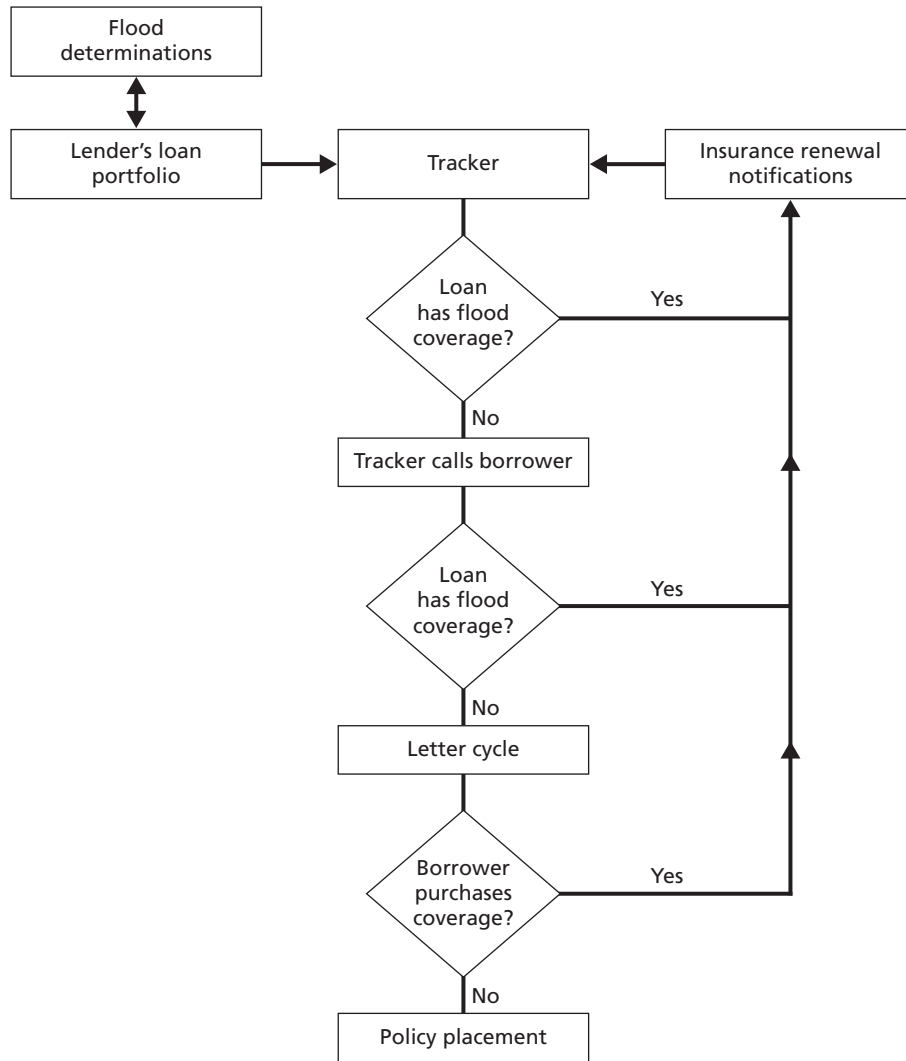 Flood
determinations
Lender's loan
portfolio
Tracker
Insurance renewal
notifications
Loan
has flood
coverage?
Yes
No
Tracker calls borrower
Loan
has flood
coverage?
Yes
No
Letter cycle
Borrower
purchases
coverage?
Yes
No
Policy placement